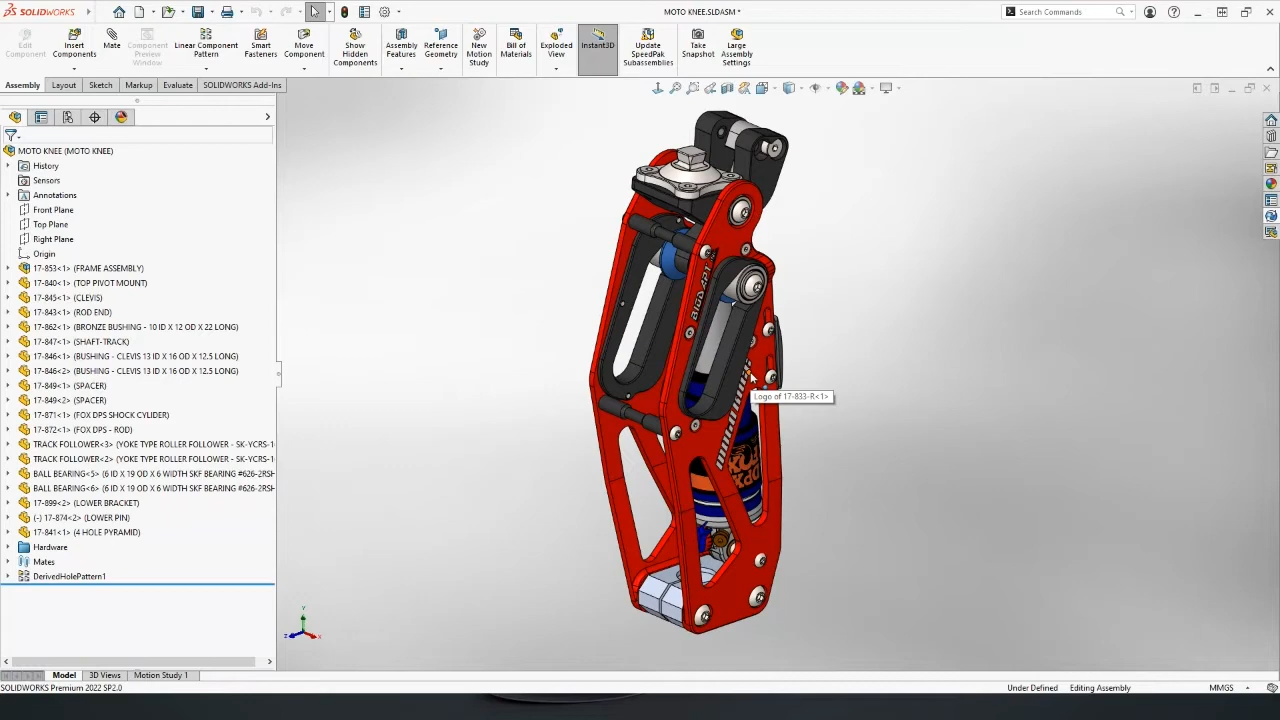 SOLIDWORKS
MOTO KNEE.SLDASM *
Search Commands
Edit Component
Insert Components
Mate
Component Preview Window
Linear Component Pattern
Smart Fasteners
Move Component
Show Hidden Components
Assembly Features
Reference Geometry
New Motion Study
Bill of Materials
Exploded View
Instant3D
Update SpeedPak Subassemblies
Take Snapshot
Large Assembly Settings
Assembly
Layout
Sketch
Markup
Evaluate
SOLIDWORKS Add-Ins
MOTO KNEE (MOTO KNEE)
History
Sensors
Annotations
Front Plane
Top Plane
Right Plane
Origin
17-853<1> (FRAME ASSEMBLY)
17-840<1> (TOP PIVOT MOUNT)
17-845<1> (CLEVIS)
17-843<1> (ROD END)
17-862<1> (BRONZE BUSHING - 10 ID X 12 OD X 22 LONG)
17-847<1> (SHAFT-TRACK)
17-846<1> (BUSHING - CLEVIS 13 ID X 16 OD X 12.5 LONG)
17-846<2> (BUSHING - CLEVIS 13 ID X 16 OD X 12.5 LONG)
17-849<1> (SPACER)
17-849<2> (SPACER)
17-871<1> (FOX DPS SHOCK CYLIDER)
17-872<1> (FOX DPS - ROD)
TRACK FOLLOWER<3> (YOKE TYPE ROLLER FOLLOWER - SK-YCRS-1
TRACK FOLLOWER<2> (YOKE TYPE ROLLER FOLLOWER - SK-YCRS-1
BALL BEARING<5> (6 ID X 19 OD X 6 WIDTH SKF BEARING #626-2RSH
BALL BEARING<6> (6 ID X 19 OD X 6 WIDTH SKF BEARING #626-2RSH
17-899<2> (LOWER BRACKET)
(-) 17-874<2> (LOWER PIN)
17-841<1> (4 HOLE PYRAMID)
Hardware
Mates
DerivedHolePattern1
Logo of 17-833-R<1>
Y
Z
X
Model
3D Views
Motion Study 1
SOLIDWORKS Premium 2022 SP2.0
Under Defined
Editing Assembly
MMGS